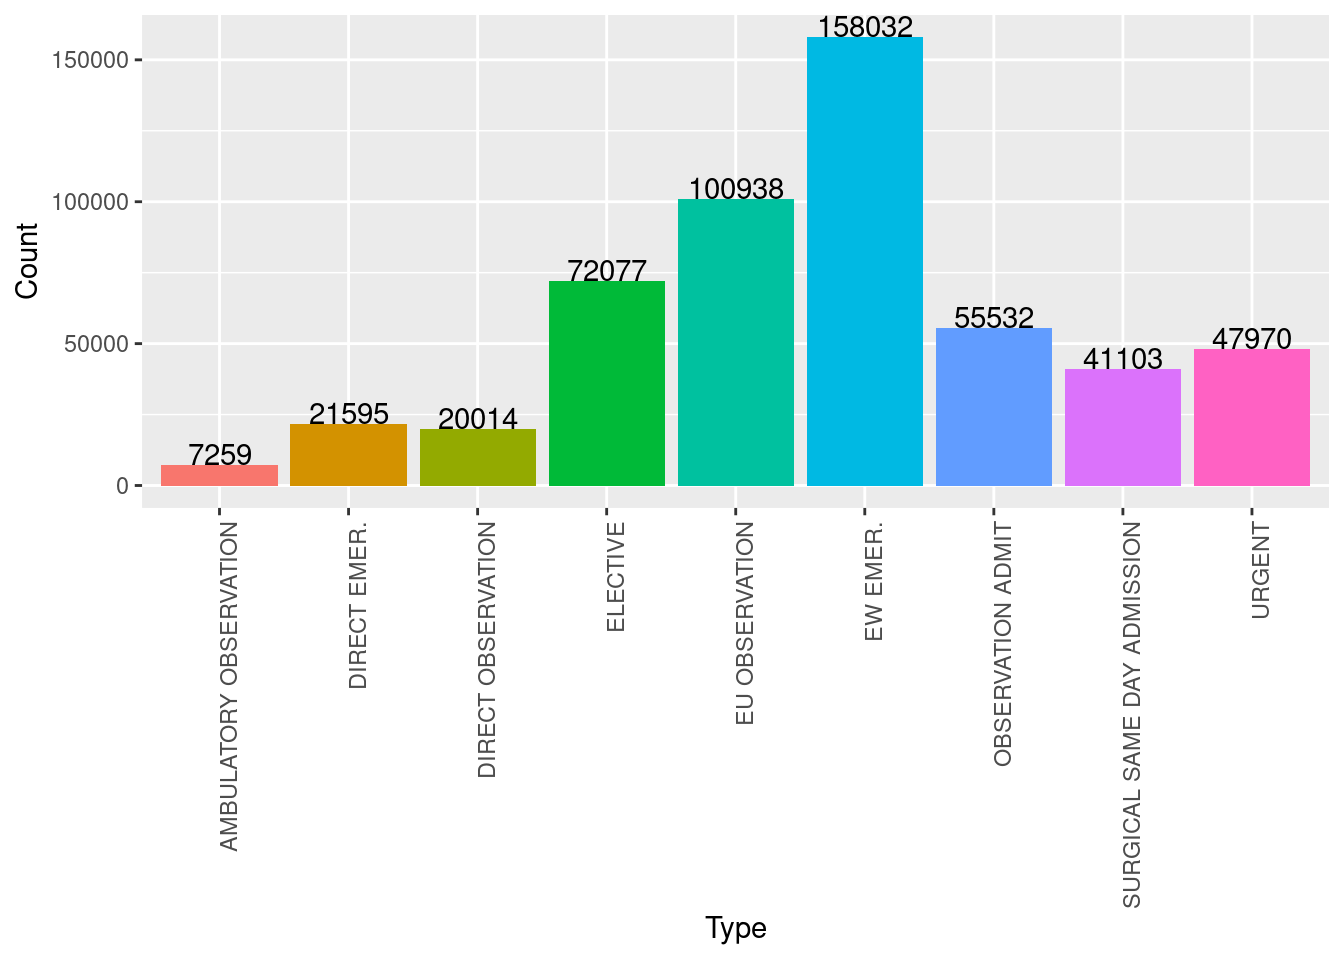 Count
150000
100000
50000
0
7259
21595
20014
72077
100938
158032
55532
41103
47970
AMBULATORY OBSERVATION
DIRECT EMER.
DIRECT OBSERVATION
ELECTIVE
EU OBSERVATION
EW EMER.
OBSERVATION ADMIT
SURGICAL SAME DAY ADMISSION
URGENT
Type